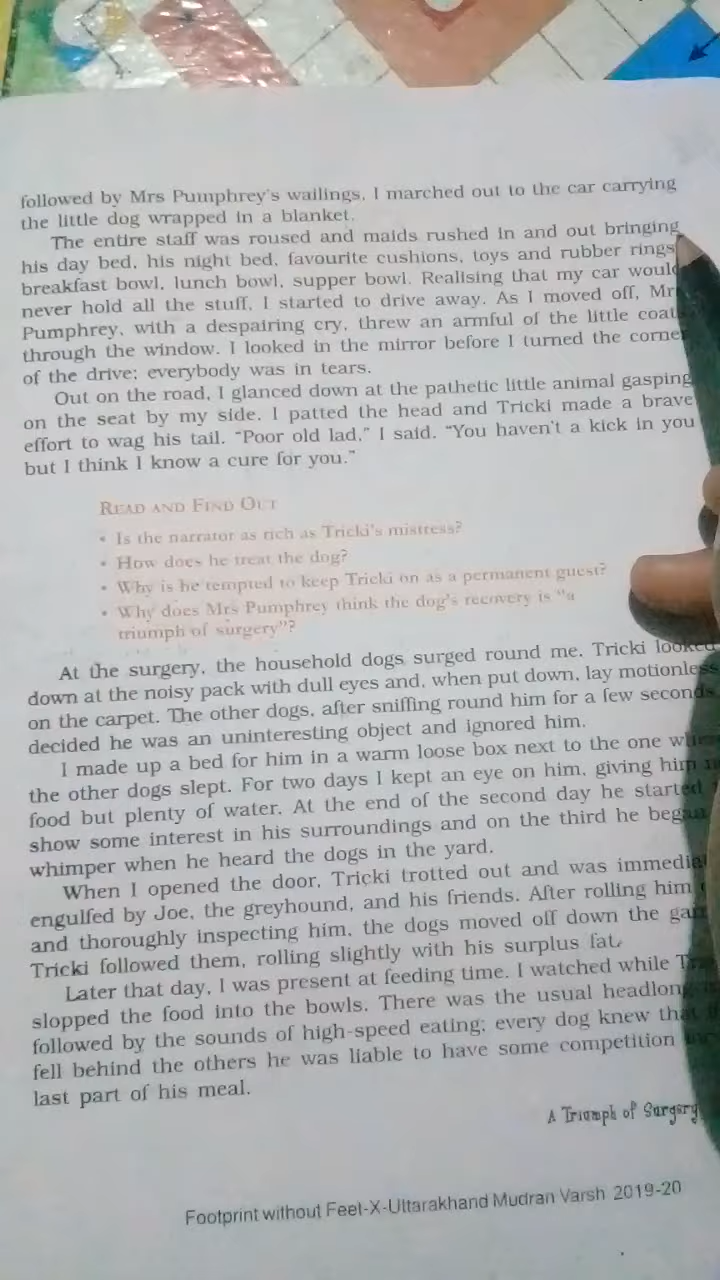 followed by Mrs Pumphrey's wailings, I marched out to the car carrying
the little dog wrapped in a blanket.
The entire staff was roused and maids rushed in and out bringing
his day bed, his night bed, favourite cushions, toys and rubber rings,
breakfast bowl, lunch bowl, supper bowl. Realising that my car would
never hold all the stuff, I started to drive away. As I moved off, Mr
Pumphrey, with a despairing cry, threw an armful of the little coat
through the window. I looked in the mirror before I turned the corner
of the drive; everybody was in tears.
Out on the road, I glanced down at the pathetic little animal gasping
on the seat by my side. I patted the head and Tricki made a brave
effort to wag his tail. “Poor old lad,” I said. “You haven't a kick in you
but I think I know a cure for you.”
READ AND FIND OUT
• Is the narrator as rich as Tricki's mistress?
• How does he treat the dog?
• Why is he tempted to keep Tricki on as a permanent guest?
• Why does Mrs Pumphrey think the dog's recovery is “a
triumph of surgery”?
At the surgery, the household dogs surged round me. Tricki looked
down at the noisy pack with dull eyes and, when put down, lay motionless
on the carpet. The other dogs, after sniffing round him for a few seconds,
decided he was an uninteresting object and ignored him.
I made up a bed for him in a warm loose box next to the one
the other dogs slept. For two days I kept an eye on him, giving him
food but plenty of water. At the end of the second day he started
show some interest in his surroundings and on the third he began
whimper when he heard the dogs in the yard.
When I opened the door, Tricki trotted out and was immedia
engulfed by Joe, the greyhound, and his friends. After rolling him
and thoroughly inspecting him, the dogs moved off down the ga
Tricki followed them, rolling slightly with his surplus fat.
Later that day, I was present at feeding time. I watched while
slopped the food into the bowls. There was the usual headlong
followed by the sounds of high-speed eating; every dog knew that
fell behind the others he was liable to have some competition
last part of his meal.
A Triumph of Surgery
Footprint without Feet-X-Uttarakhand Mudran Varsh 2019-20